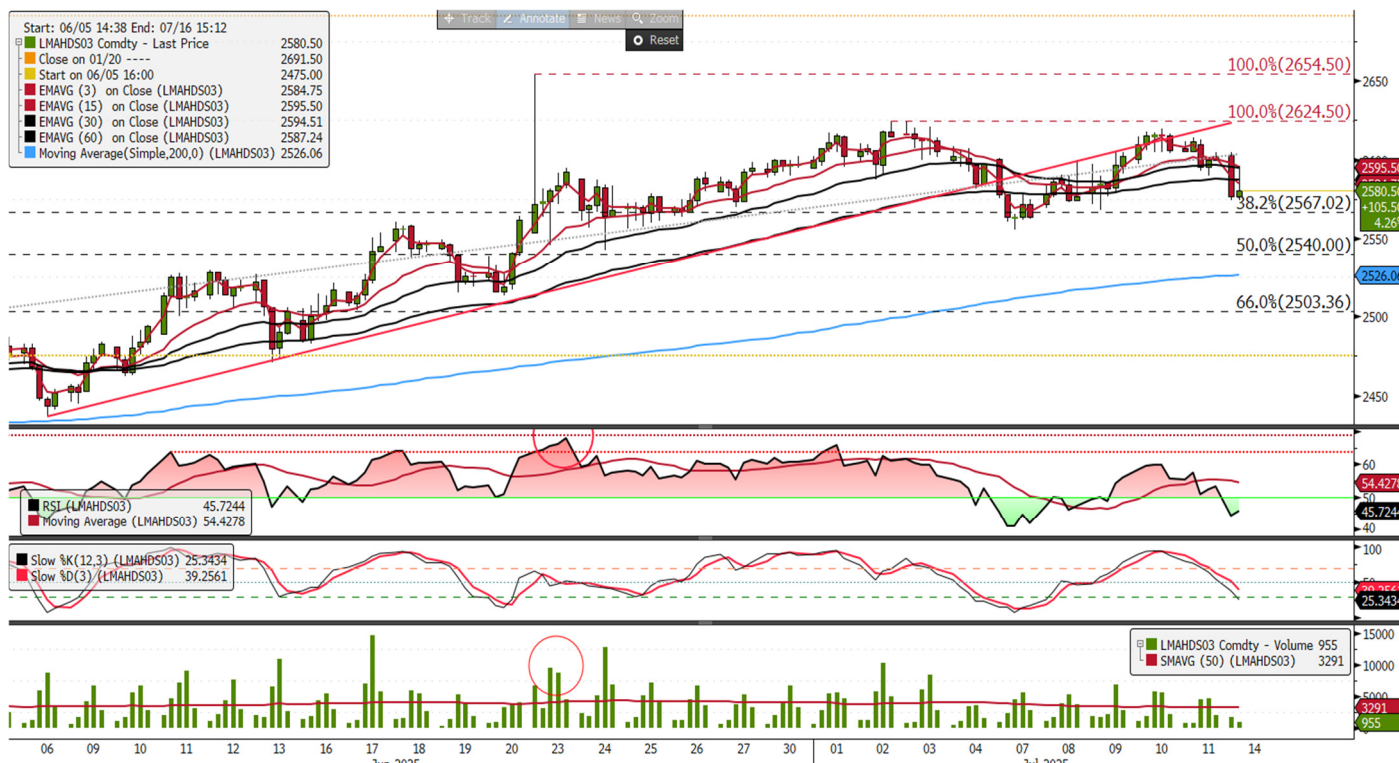 Track Annotate News Zoom
Reset
Start: 06/05 14:38 End: 07/16 15:12
LMAHDS03 Comdty - Last Price 2580.50
Close on 01/20 ---- 2691.50
Start on 06/05 16:00 2475.00
EMAVG (3) on Close (LMAHDS03) 2584.75
EMAVG (15) on Close (LMAHDS03) 2595.50
EMAVG (30) on Close (LMAHDS03) 2594.51
EMAVG (60) on Close (LMAHDS03) 2587.24
Moving Average(Simple,200,0) (LMAHDS03) 2526.06
100.0%(2654.50)
2650
100.0%(2624.50)
2595.50
2580.50
+105.50
4.26%
38.2%(2567.02)
2550
50.0%(2540.00)
2526.06
66.0%(2503.36)
2500
2450
60
54.4278
50
45.7244
40
RSI (LMAHDS03) 45.7244
Moving Average (LMAHDS03) 54.4278
Slow %K(12,3) (LMAHDS03) 25.3434
Slow %D(3) (LMAHDS03) 39.2561
100
39.2561
25.3434
LMAHDS03 Comdty - Volume 955
SMAVG (50) (LMAHDS03) 3291
15000
10000
5000
3291
955
06 09 10 11 12 13 16 17 18 19 20 23 24 25 26 27 30 01 02 03 04 07 08 09 10 11 14
Jun 2025 Jul 2025